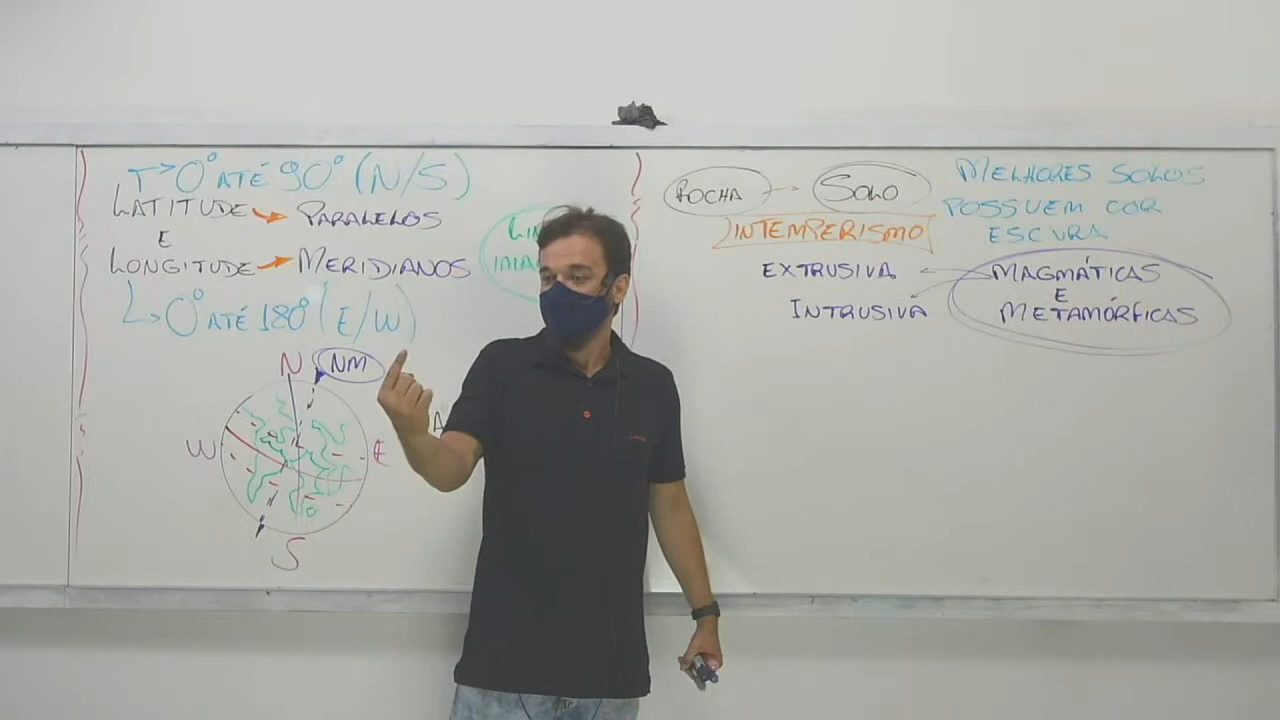 0° ATÉ 90° (N/S)
LATITUDE → PARALELOS
E
LONGITUDE → MERIDIANOS
0° ATÉ 180° (E/W)
N NM
W E
S
ROCHA → SOLO
INTEMPERISMO
MELHORES SOLOS
POSSUEM COR
ESCURA
EXTRUSIVA
INTRUSIVA
MAGMÁTICAS
E
METAMÓRFICAS